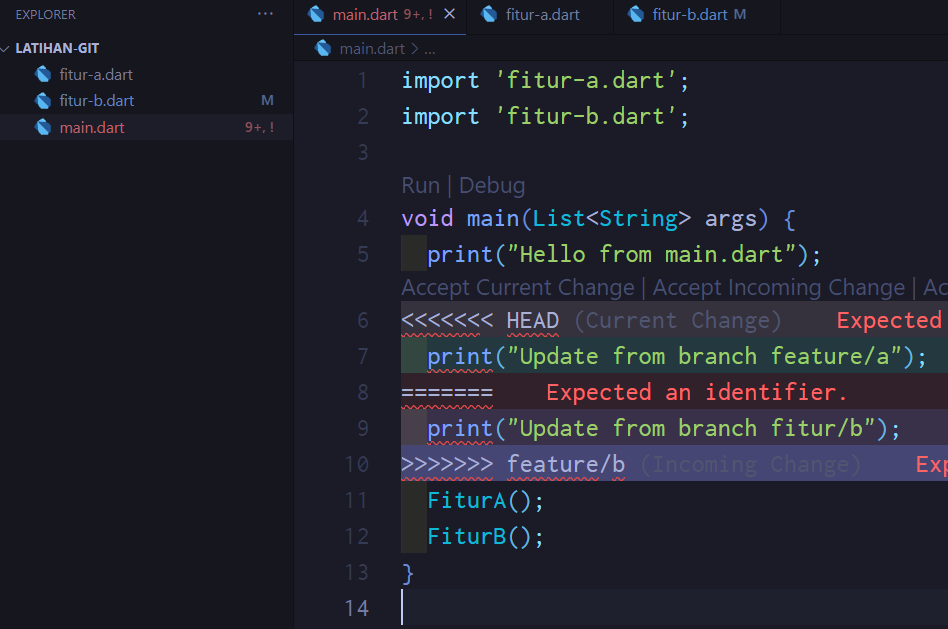 EXPLORER ...
LATIHAN-GIT
fitur-a.dart
fitur-b.dart M
main.dart 9+, !
main.dart 9+, ! × fitur-a.dart fitur-b.dart M
main.dart > ...
1 import 'fitur-a.dart';
2 import 'fitur-b.dart';
3
Run | Debug
4 void main(List<String> args) {
5 print("Hello from main.dart");
Accept Current Change | Accept Incoming Change | Ac
6 <<<<<<< HEAD (Current Change) Expected
7 print("Update from branch feature/a");
8 ======= Expected an identifier.
9 print("Update from branch fitur/b");
10 >>>>>>> feature/b (Incoming Change) Exp
11 FiturA();
12 FiturB();
13 }
14